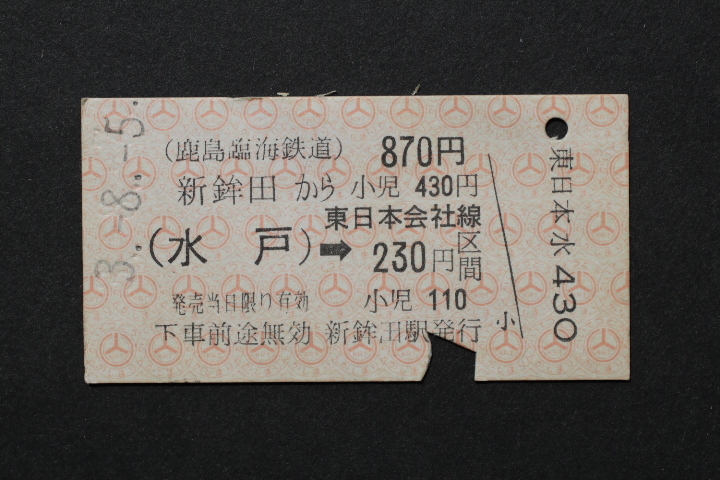 3.-8.-5.
(鹿島臨海鉄道) 870円
新鉾田 から 小児 430円
東日本会社線
(水 戸) ➡ 230円区間
発売当日限り有効 小児 110
下車前途無効 新鉾田駅発行
小
東日本水430